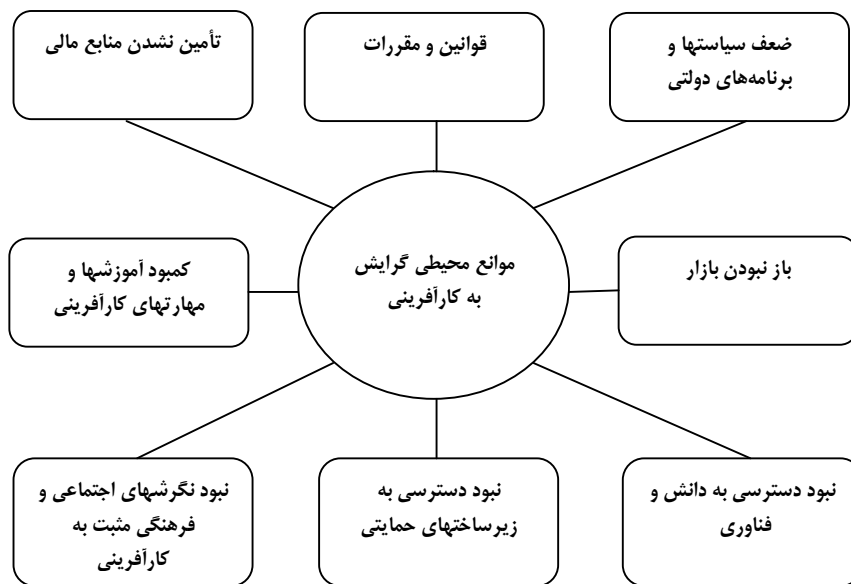 ضعف سیاستها و
برنامه‌های دولتی
قوانین و مقررات
تأمین نشدن منابع مالی
باز نبودن بازار
موانع محیطی گرایش
به کارآفرینی
کمبود آموزشها و
مهارتهای کارآفرینی
نبود دسترسی به دانش و
فناوری
نبود دسترسی به
زیرساختهای حمایتی
نبود نگرشهای اجتماعی و
فرهنگی مثبت به
کارآفرینی